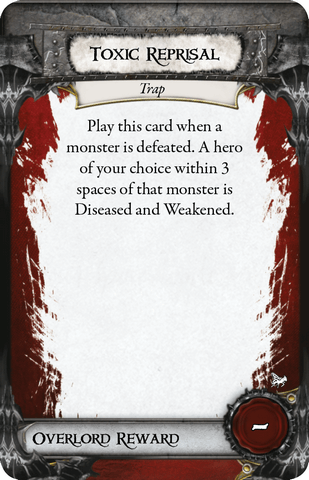 Toxic Reprisal
Trap
Play this card when a
monster is defeated. A hero
of your choice within 3
spaces of that monster is
Diseased and Weakened.
Overlord Reward
-